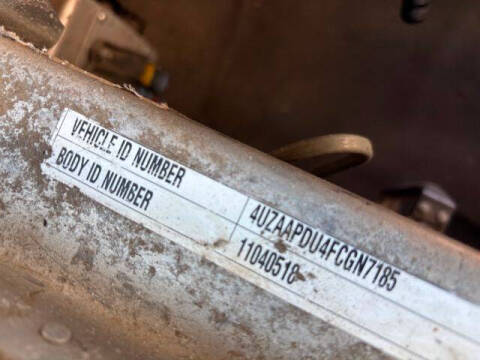 VEHICLE ID NUMBER 4UZAAPDU4FCGN7185
BODY ID NUMBER 11040518